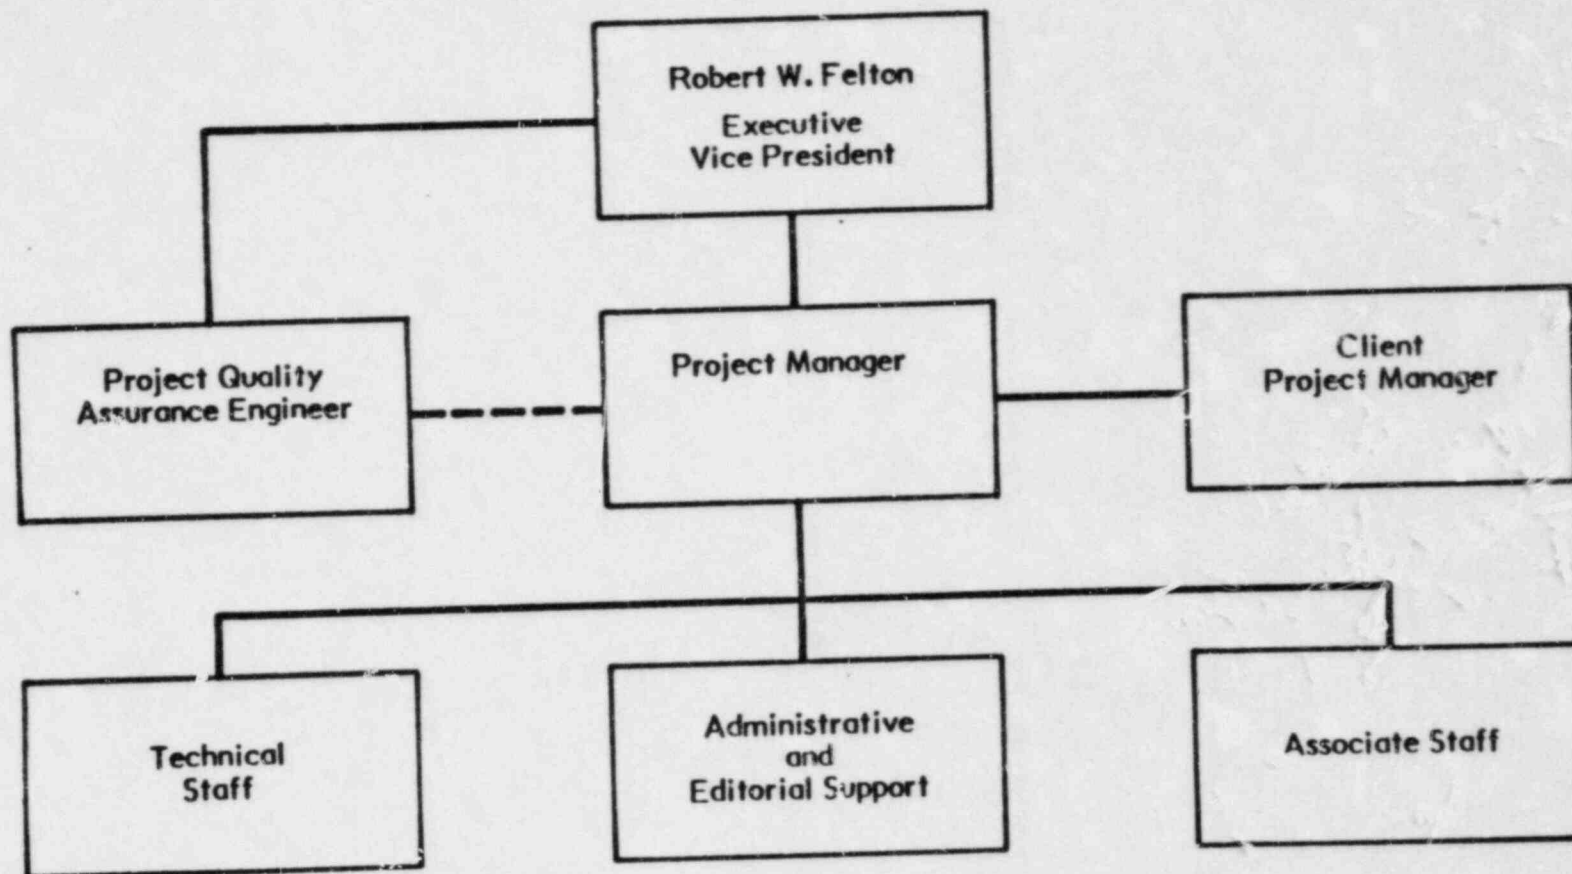 Robert W. Felton
Executive
Vice President
Project Quality
Assurance Engineer
Project Manager
Client
Project Manager
Technical
Staff
Administrative
and
Editorial Support
Associate Staff